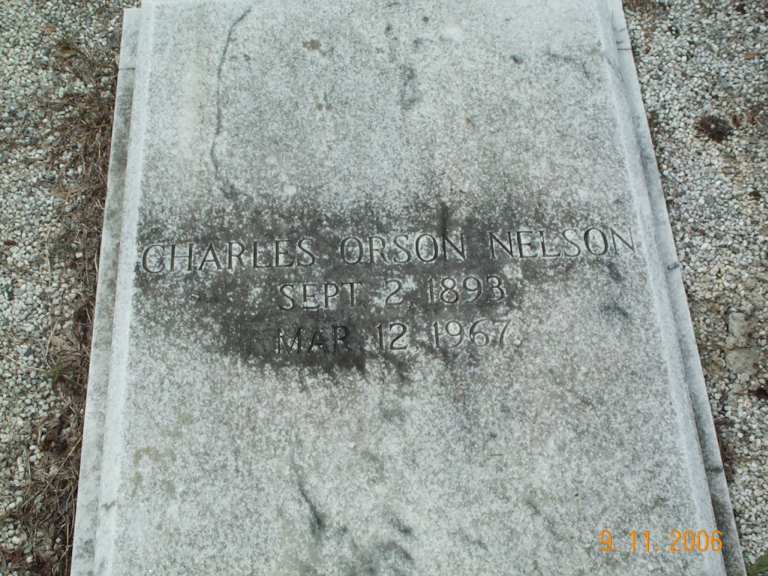 CHARLES ORSON NELSON
SEPT. 2, 1893
MAR. 12, 1967.
9. 11. 2006